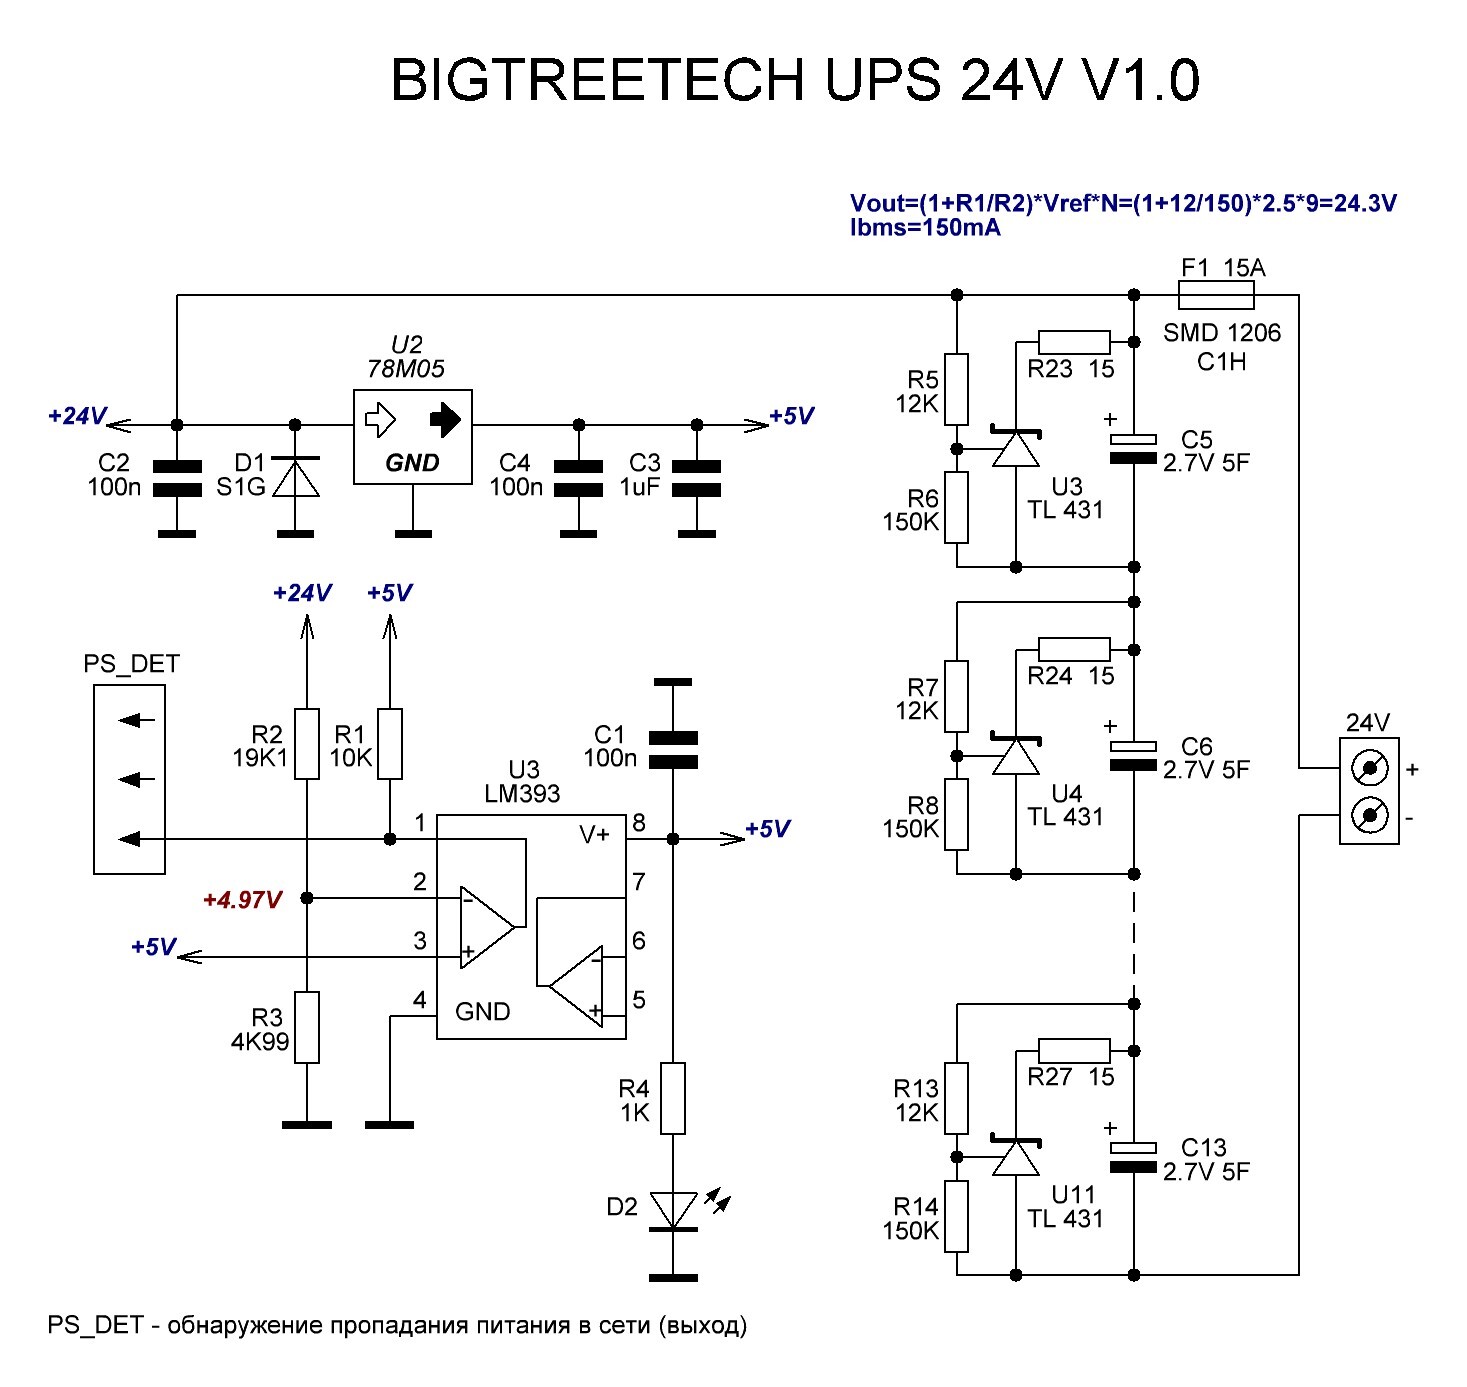 BIGTREETECH UPS 24V V1.0
Vout=(1+R1/R2)*Vref*N=(1+12/150)*2.5*9=24.3V
Ibms=150mA
F1 15A
SMD 1206
C1H
U2
78M05
GND
+24V
+5V
C2
100n
D1
S1G
C4
100n
C3
1uF
R5
12K
R6
150K
R23 15
U3
TL 431
+
C5
2.7V 5F
+24V
+5V
PS_DET
R2
19K1
R1
10K
C1
100n
U3
LM393
1
2
3
4
8
7
6
5
V+
GND
-
+
-
+
+5V
+4.97V
+5V
R3
4K99
R4
1K
D2
R7
12K
R8
150K
R24 15
U4
TL 431
+
C6
2.7V 5F
24V
+
-
R13
12K
R14
150K
R27 15
U11
TL 431
+
C13
2.7V 5F
PS_DET - обнаружение пропадания питания в сети (выход)